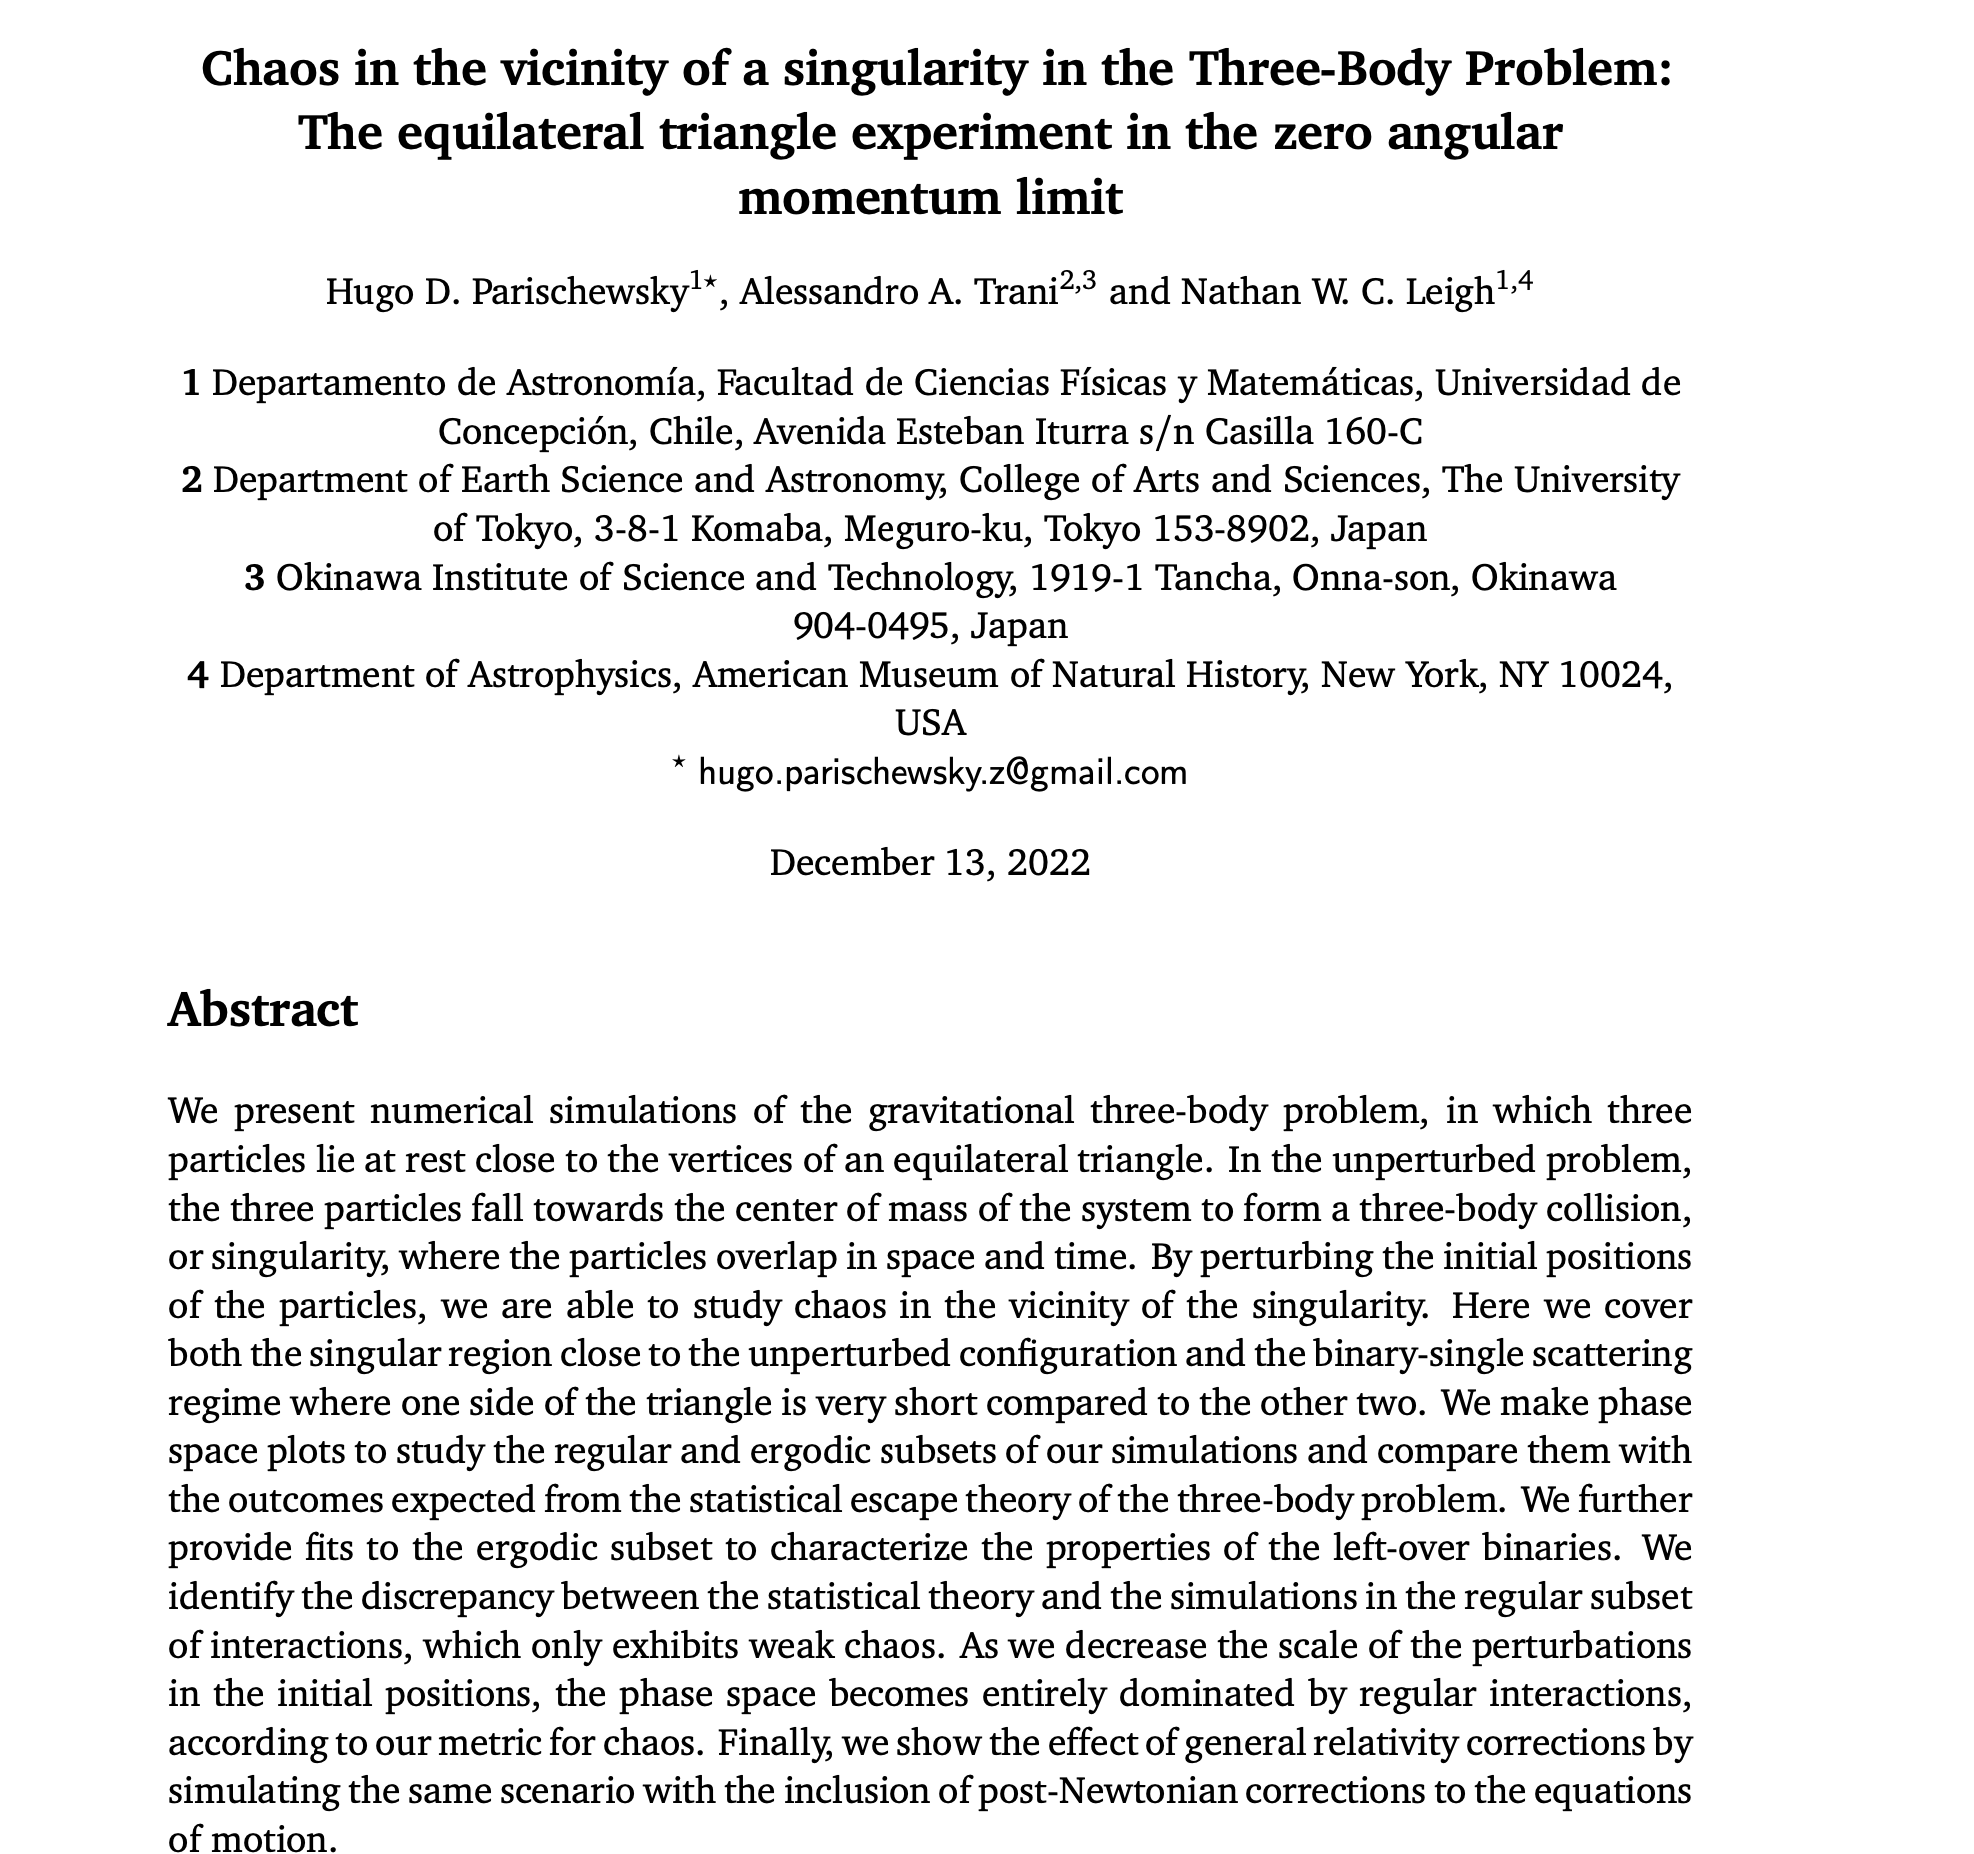 Chaos in the vicinity of a singularity in the Three-Body Problem:
The equilateral triangle experiment in the zero angular
momentum limit
Hugo D. Parischewsky1⋆, Alessandro A. Trani2,3 and Nathan W. C. Leigh1,4
1 Departamento de Astronomía, Facultad de Ciencias Físicas y Matemáticas, Universidad de
Concepción, Chile, Avenida Esteban Iturra s/n Casilla 160-C
2 Department of Earth Science and Astronomy, College of Arts and Sciences, The University
of Tokyo, 3-8-1 Komaba, Meguro-ku, Tokyo 153-8902, Japan
3 Okinawa Institute of Science and Technology, 1919-1 Tancha, Onna-son, Okinawa
904-0495, Japan
4 Department of Astrophysics, American Museum of Natural History, New York, NY 10024,
USA
⋆ hugo.parischewsky.z@gmail.com
December 13, 2022
Abstract
We present numerical simulations of the gravitational three-body problem, in which three
particles lie at rest close to the vertices of an equilateral triangle. In the unperturbed problem,
the three particles fall towards the center of mass of the system to form a three-body collision,
or singularity, where the particles overlap in space and time. By perturbing the initial positions
of the particles, we are able to study chaos in the vicinity of the singularity. Here we cover
both the singular region close to the unperturbed configuration and the binary-single scattering
regime where one side of the triangle is very short compared to the other two. We make phase
space plots to study the regular and ergodic subsets of our simulations and compare them with
the outcomes expected from the statistical escape theory of the three-body problem. We further
provide fits to the ergodic subset to characterize the properties of the left-over binaries. We
identify the discrepancy between the statistical theory and the simulations in the regular subset
of interactions, which only exhibits weak chaos. As we decrease the scale of the perturbations
in the initial positions, the phase space becomes entirely dominated by regular interactions,
according to our metric for chaos. Finally, we show the effect of general relativity corrections by
simulating the same scenario with the inclusion of post-Newtonian corrections to the equations
of motion.